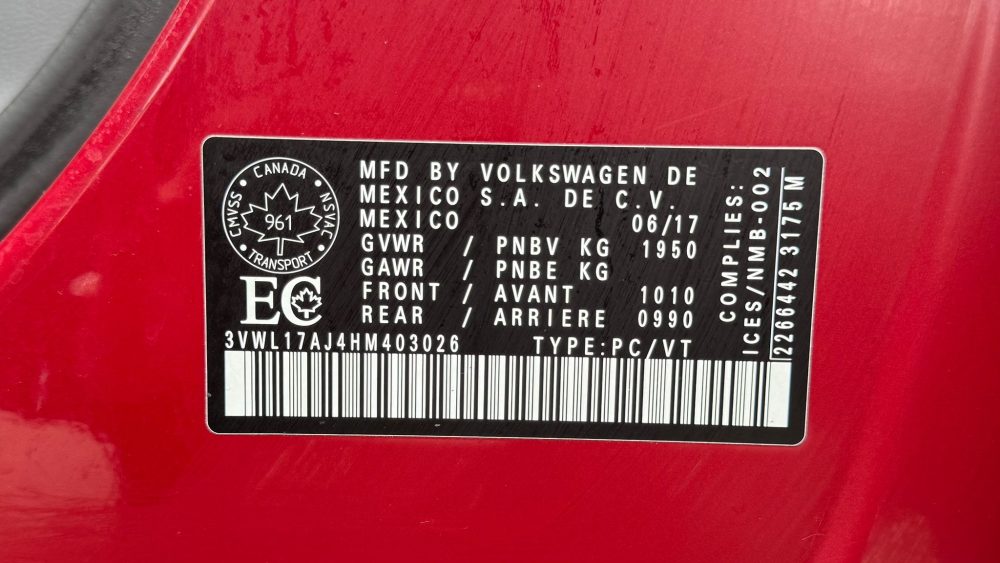 CANADA
CMVSS
NSVAC
961
TRANSPORT
EC
MFD BY VOLKSWAGEN DE
MEXICO S.A. DE C.V.
MEXICO 06/17
GVWR / PNBV KG 1950
GAWR / PNBE KG
FRONT / AVANT 1010
REAR / ARRIERE 0990
3VWL17AJ4HM403026 TYPE:PC/VT
COMPLIES:
ICES/NMB-002
2266442 3175 M